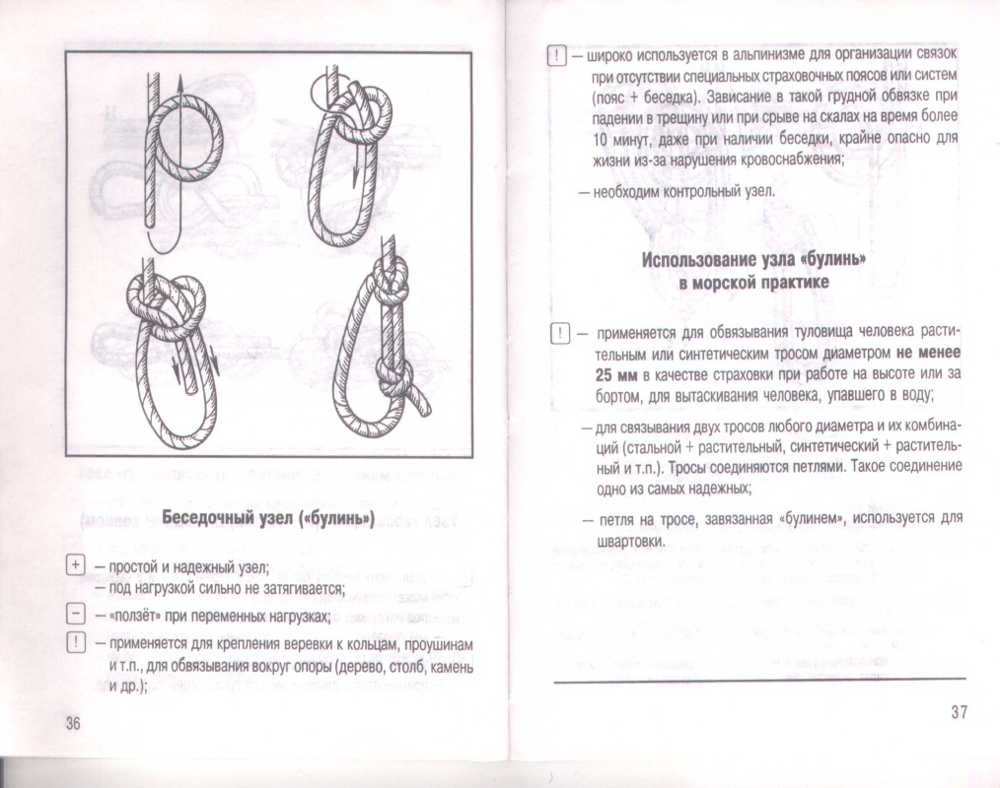 Беседочный узел («булинь»)
+ — простой и надежный узел;
— под нагрузкой сильно не затягивается;
− — «ползёт» при переменных нагрузках;
! — применяется для крепления веревки к кольцам, проушинам
и т.п., для обвязывания вокруг опоры (дерево, столб, камень
и др.);
36
! — широко используется в альпинизме для организации связок
при отсутствии специальных страховочных поясов или систем
(пояс + беседка). Зависание в такой грудной обвязке при
падении в трещину или при срыве на скалах на время более
10 минут, даже при наличии беседки, крайне опасно для
жизни из-за нарушения кровоснабжения;
— необходим контрольный узел.
Использование узла «булинь»
в морской практике
! — применяется для обвязывания туловища человека расти-
тельным или синтетическим тросом диаметром не менее
25 мм в качестве страховки при работе на высоте или за
бортом, для вытаскивания человека, упавшего в воду;
— для связывания двух тросов любого диаметра и их комбина-
ций (стальной + растительный, синтетический + раститель-
ный и т.п.). Тросы соединяются петлями. Такое соединение
одно из самых надежных;
— петля на тросе, завязанная «булинем», используется для
швартовки.
37